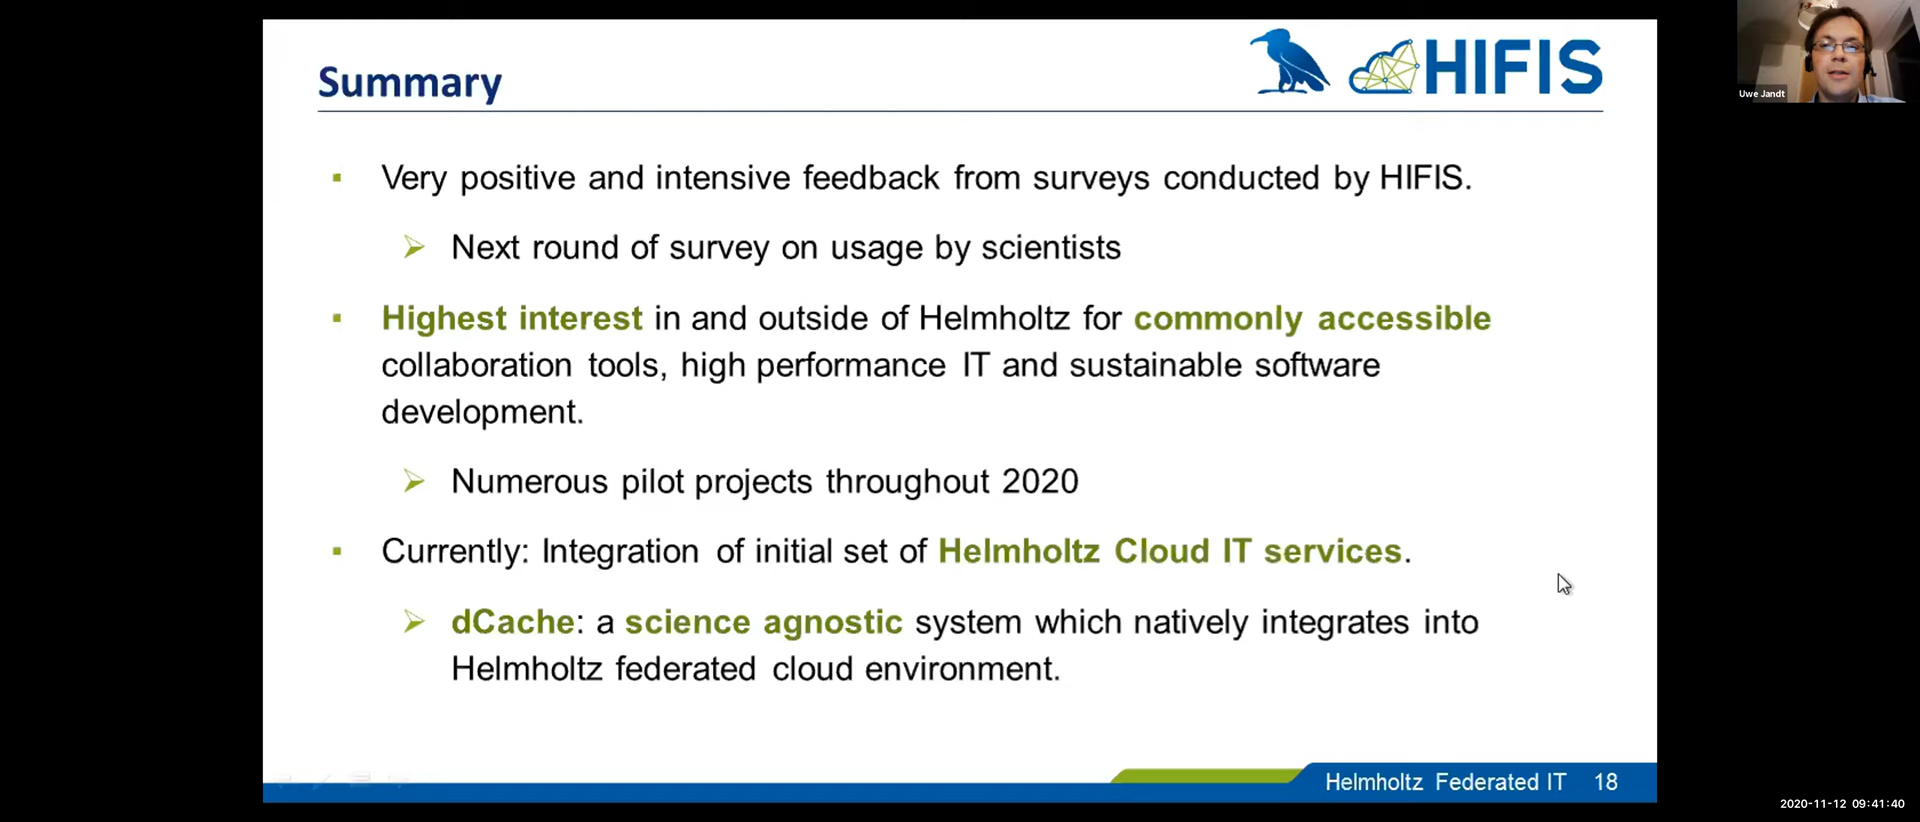 Summary
HIFIS
Uwe Jandt
Very positive and intensive feedback from surveys conducted by HIFIS.
Next round of survey on usage by scientists
Highest interest in and outside of Helmholtz for commonly accessible
collaboration tools, high performance IT and sustainable software
development.
Numerous pilot projects throughout 2020
Currently: Integration of initial set of Helmholtz Cloud IT services.
dCache: a science agnostic system which natively integrates into
Helmholtz federated cloud environment.
Helmholtz Federated IT 18
2020-11-12 09:41:40